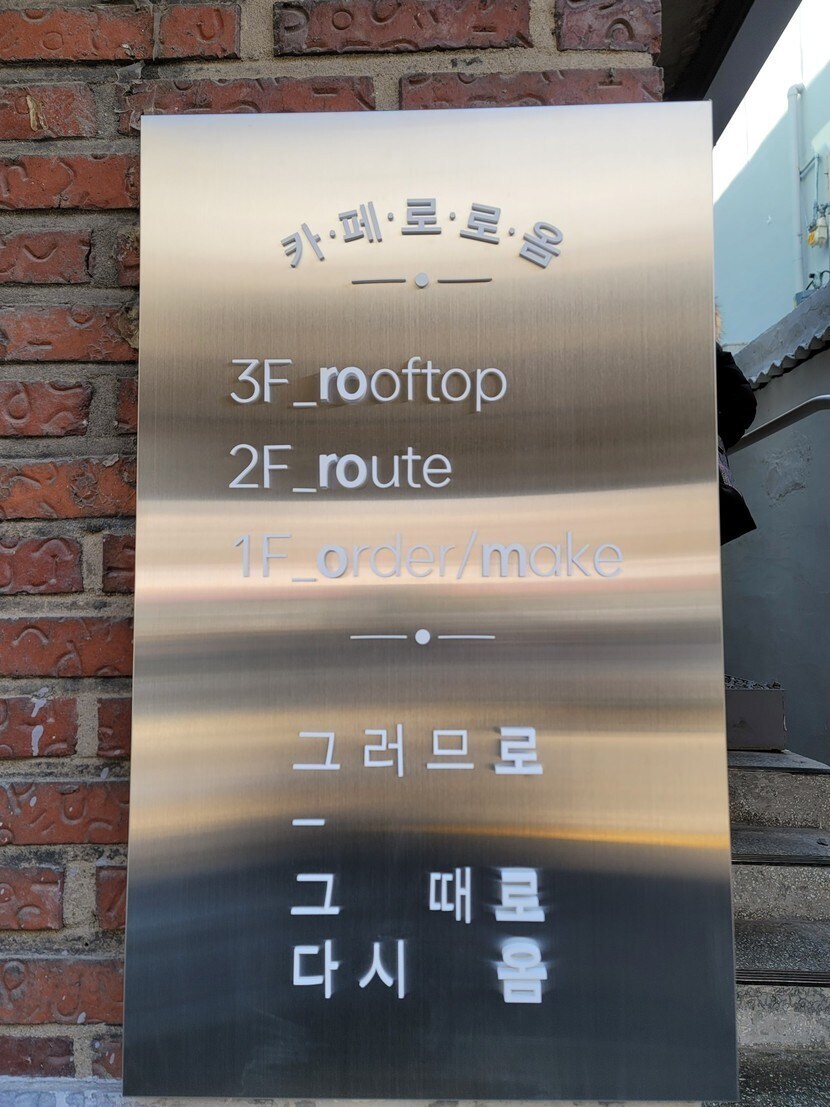 카·페·로·로·옴
3F_rooftop
2F_route
1F_order/make
그러므로
–
그 때로
다시 옴